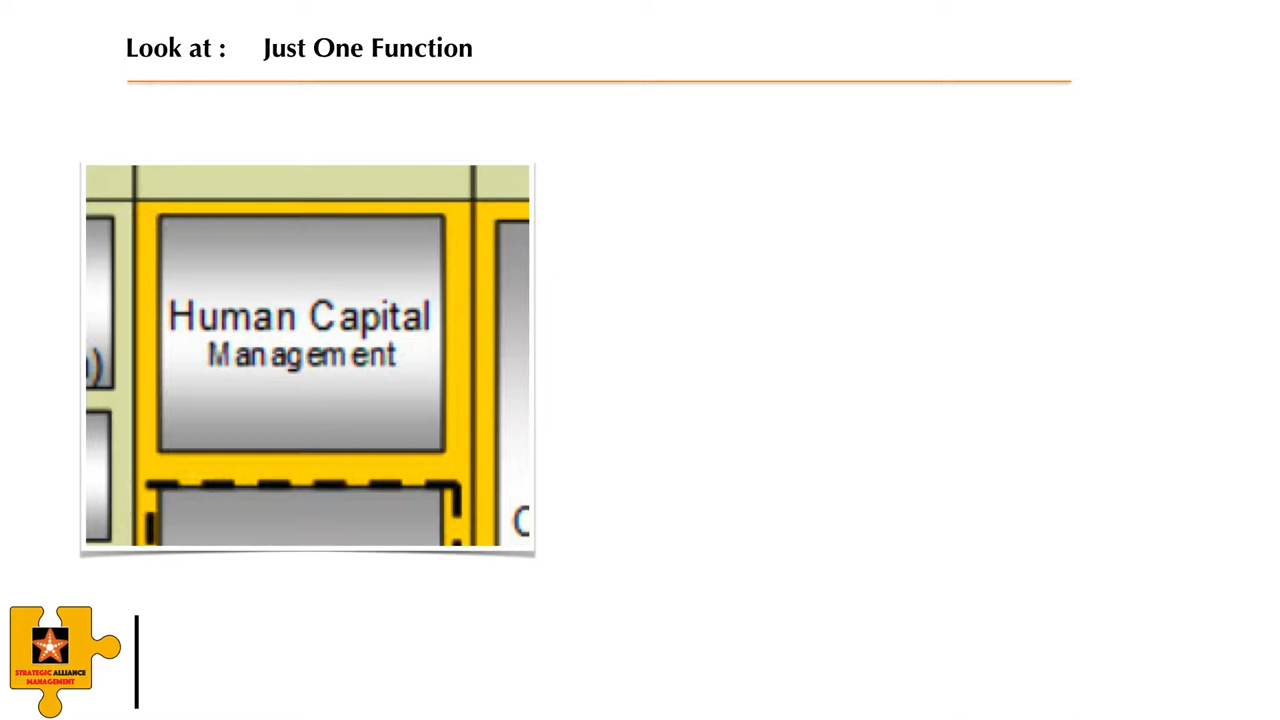 Look at : Just One Function
Human Capital
Management
)
C
STRATEGIC ALLIANCE
MANAGEMENT